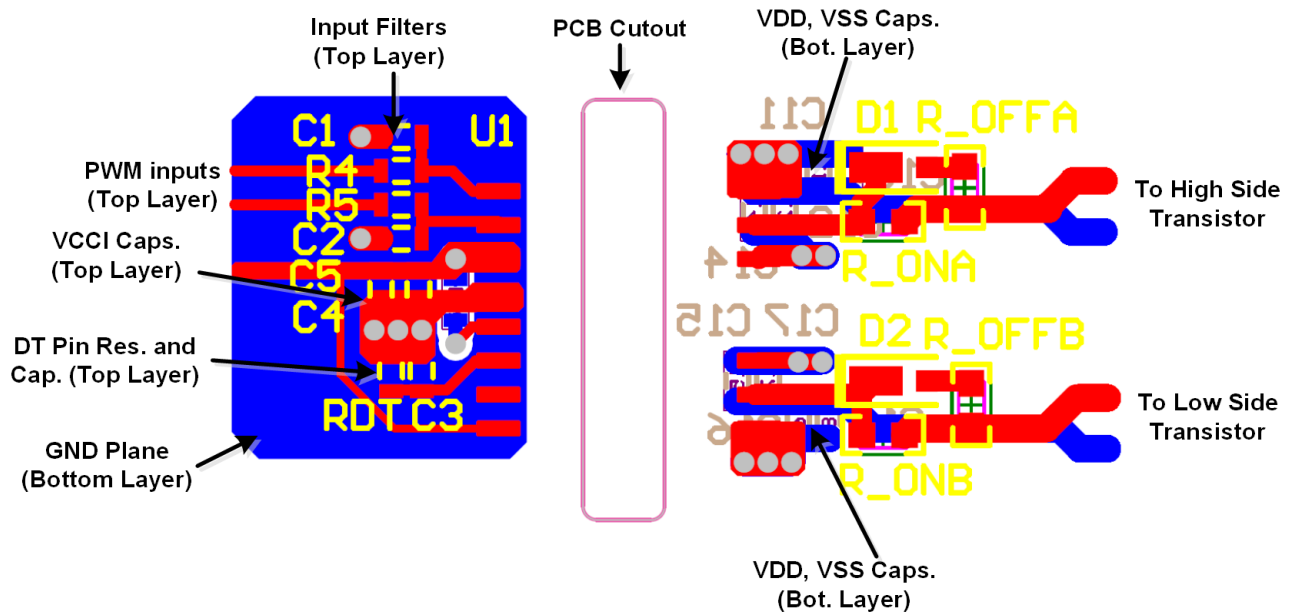 Input Filters
(Top Layer)
PCB Cutout
VDD, VSS Caps.
(Bot. Layer)
C11
C1
U1
D1
R_OFFA
PWM inputs
(Top Layer)
R4
R5
To High Side
Transistor
C2
VCCI Caps.
(Top Layer)
C14
R_ONA
C5
C4
C15
C17
D2
R_OFFB
DT Pin Res. and
Cap. (Top Layer)
RDT
C3
To Low Side
Transistor
GND Plane
(Bottom Layer)
R_ONB
VDD, VSS Caps.
(Bot. Layer)